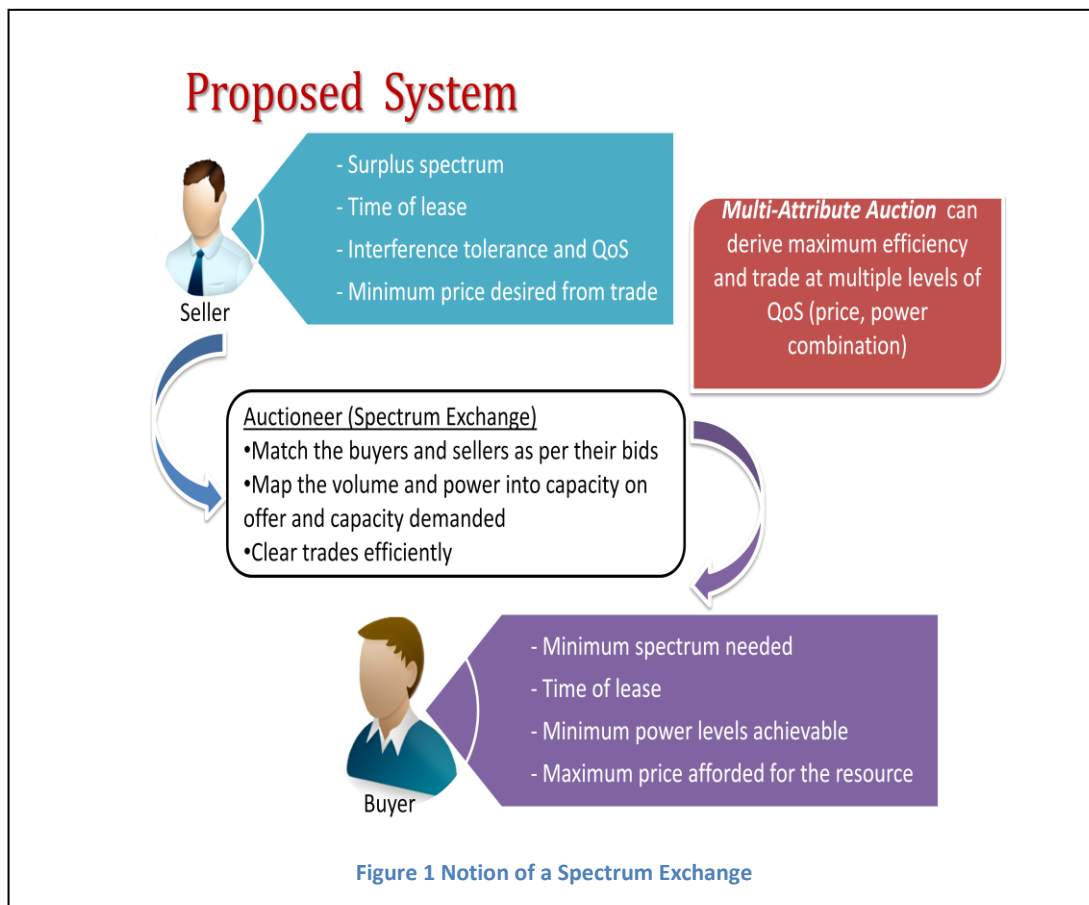 Proposed System
- Surplus spectrum
- Time of lease
- Interference tolerance and QoS
- Minimum price desired from trade
Seller
Multi-Attribute Auction can
derive maximum efficiency
and trade at multiple levels of
QoS (price, power
combination)
Auctioneer (Spectrum Exchange)
•Match the buyers and sellers as per their bids
•Map the volume and power into capacity on
offer and capacity demanded
•Clear trades efficiently
- Minimum spectrum needed
- Time of lease
- Minimum power levels achievable
- Maximum price afforded for the resource
Buyer
Figure 1 Notion of a Spectrum Exchange